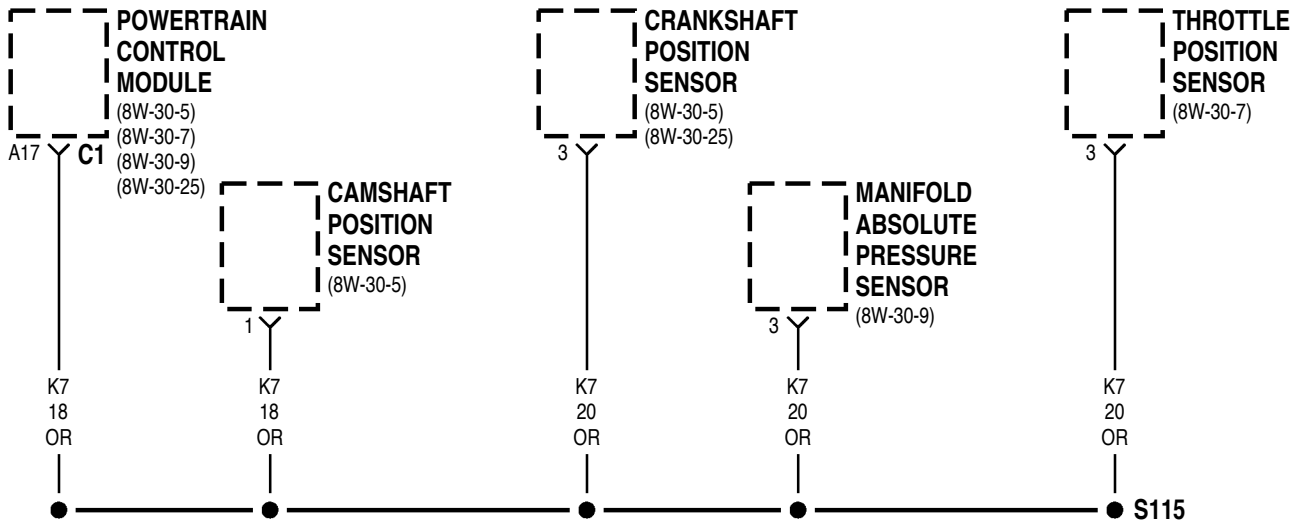 POWERTRAIN
CONTROL
MODULE
(8W-30-5)
(8W-30-7)
(8W-30-9)
(8W-30-25)
A17
C1
CAMSHAFT
POSITION
SENSOR
(8W-30-5)
1
CRANKSHAFT
POSITION
SENSOR
(8W-30-5)
(8W-30-25)
3
MANIFOLD
ABSOLUTE
PRESSURE
SENSOR
(8W-30-9)
3
THROTTLE
POSITION
SENSOR
(8W-30-7)
3
K7
18
OR
K7
18
OR
K7
20
OR
K7
20
OR
K7
20
OR
S115